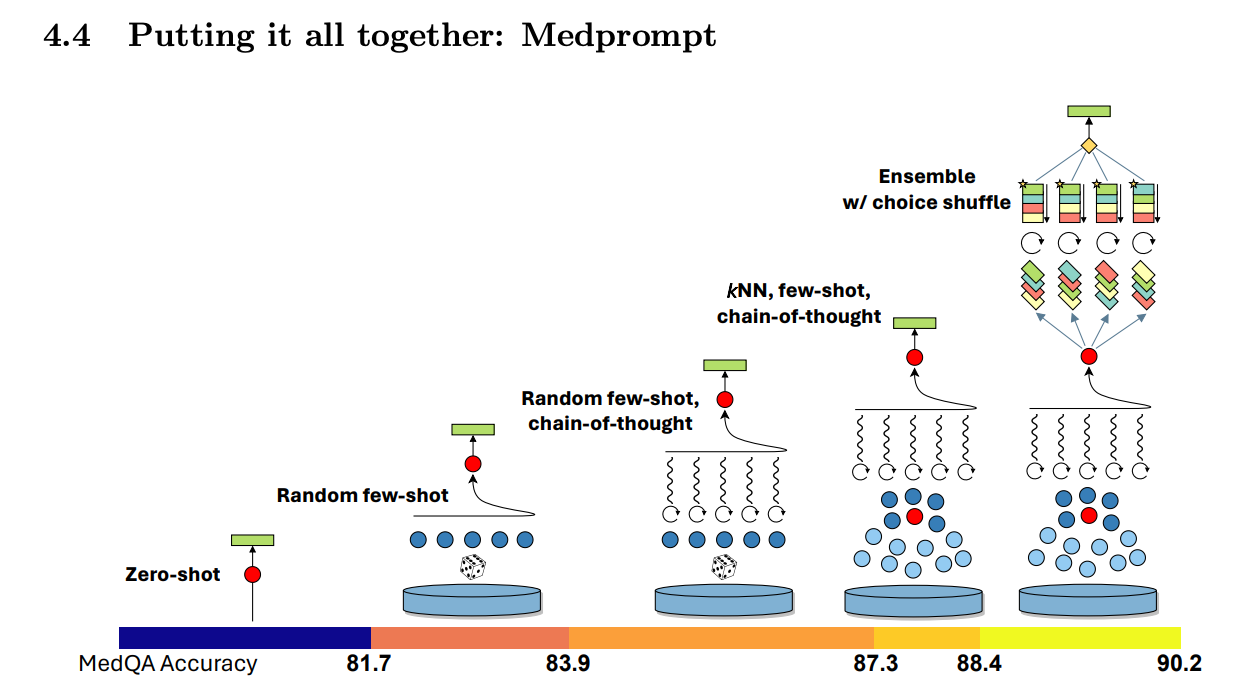 4.4 Putting it all together: Medprompt
Ensemble
w/ choice shuffle
kNN, few-shot,
chain-of-thought
Random few-shot,
chain-of-thought
Random few-shot
Zero-shot
MedQA Accuracy 81.7 83.9 87.3 88.4 90.2